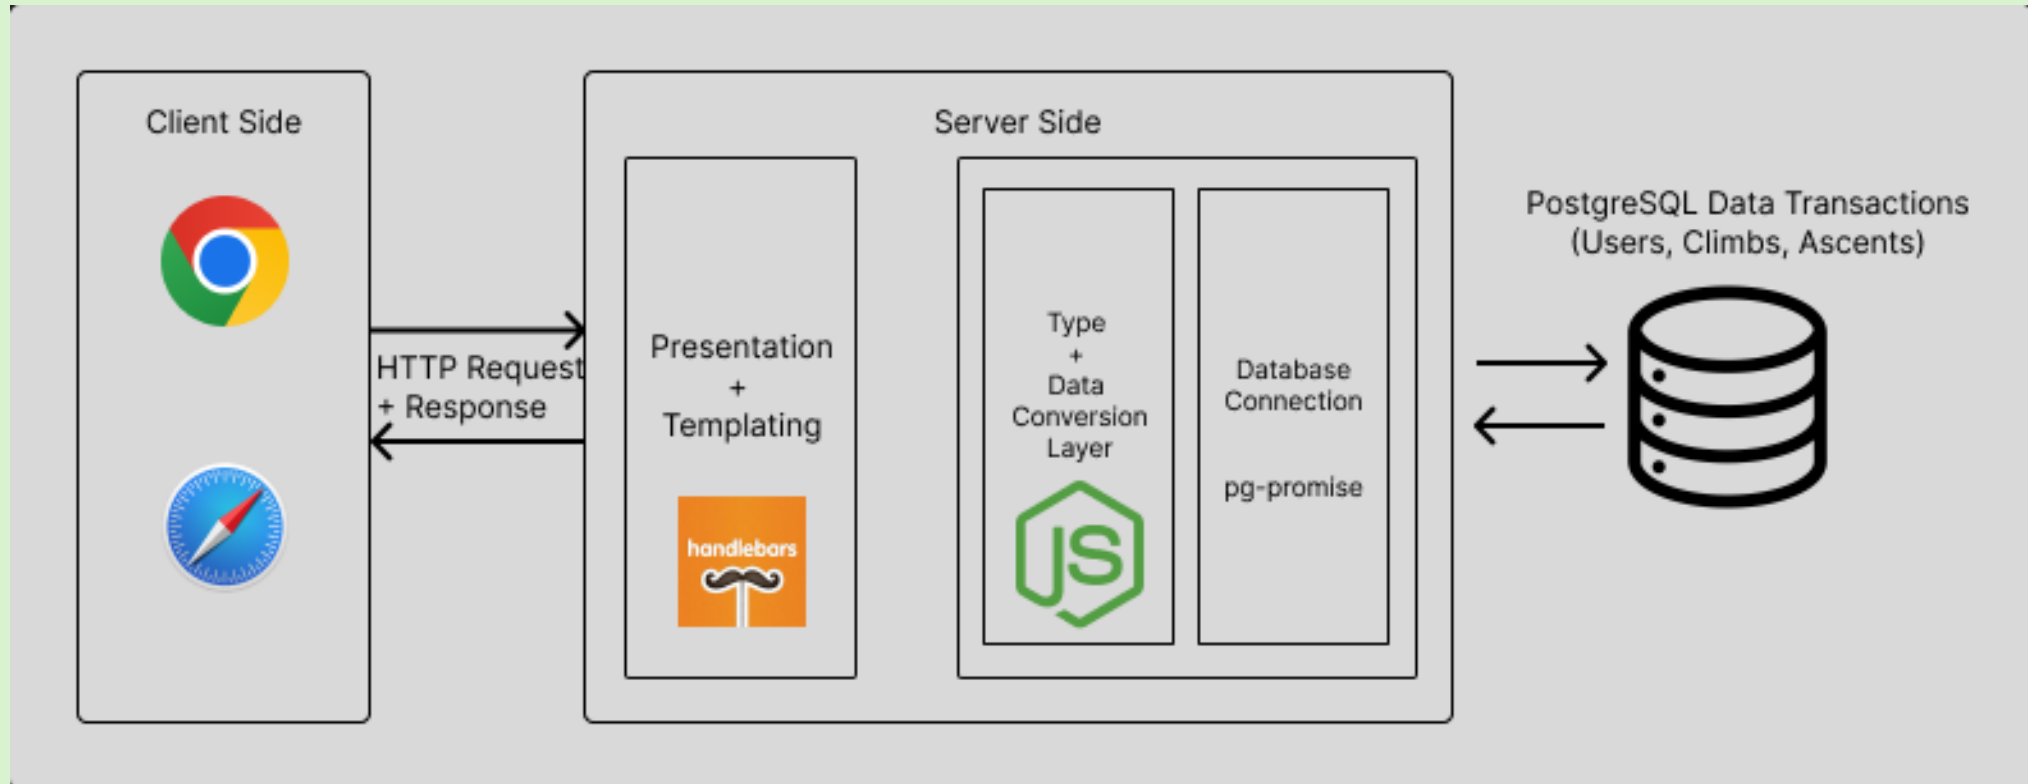 Client Side
HTTP Request
+ Response
Server Side
Presentation
+
Templating
handlebars
Type
+
Data
Conversion
Layer
JS
Database
Connection
pg-promise
PostgreSQL Data Transactions
(Users, Climbs, Ascents)